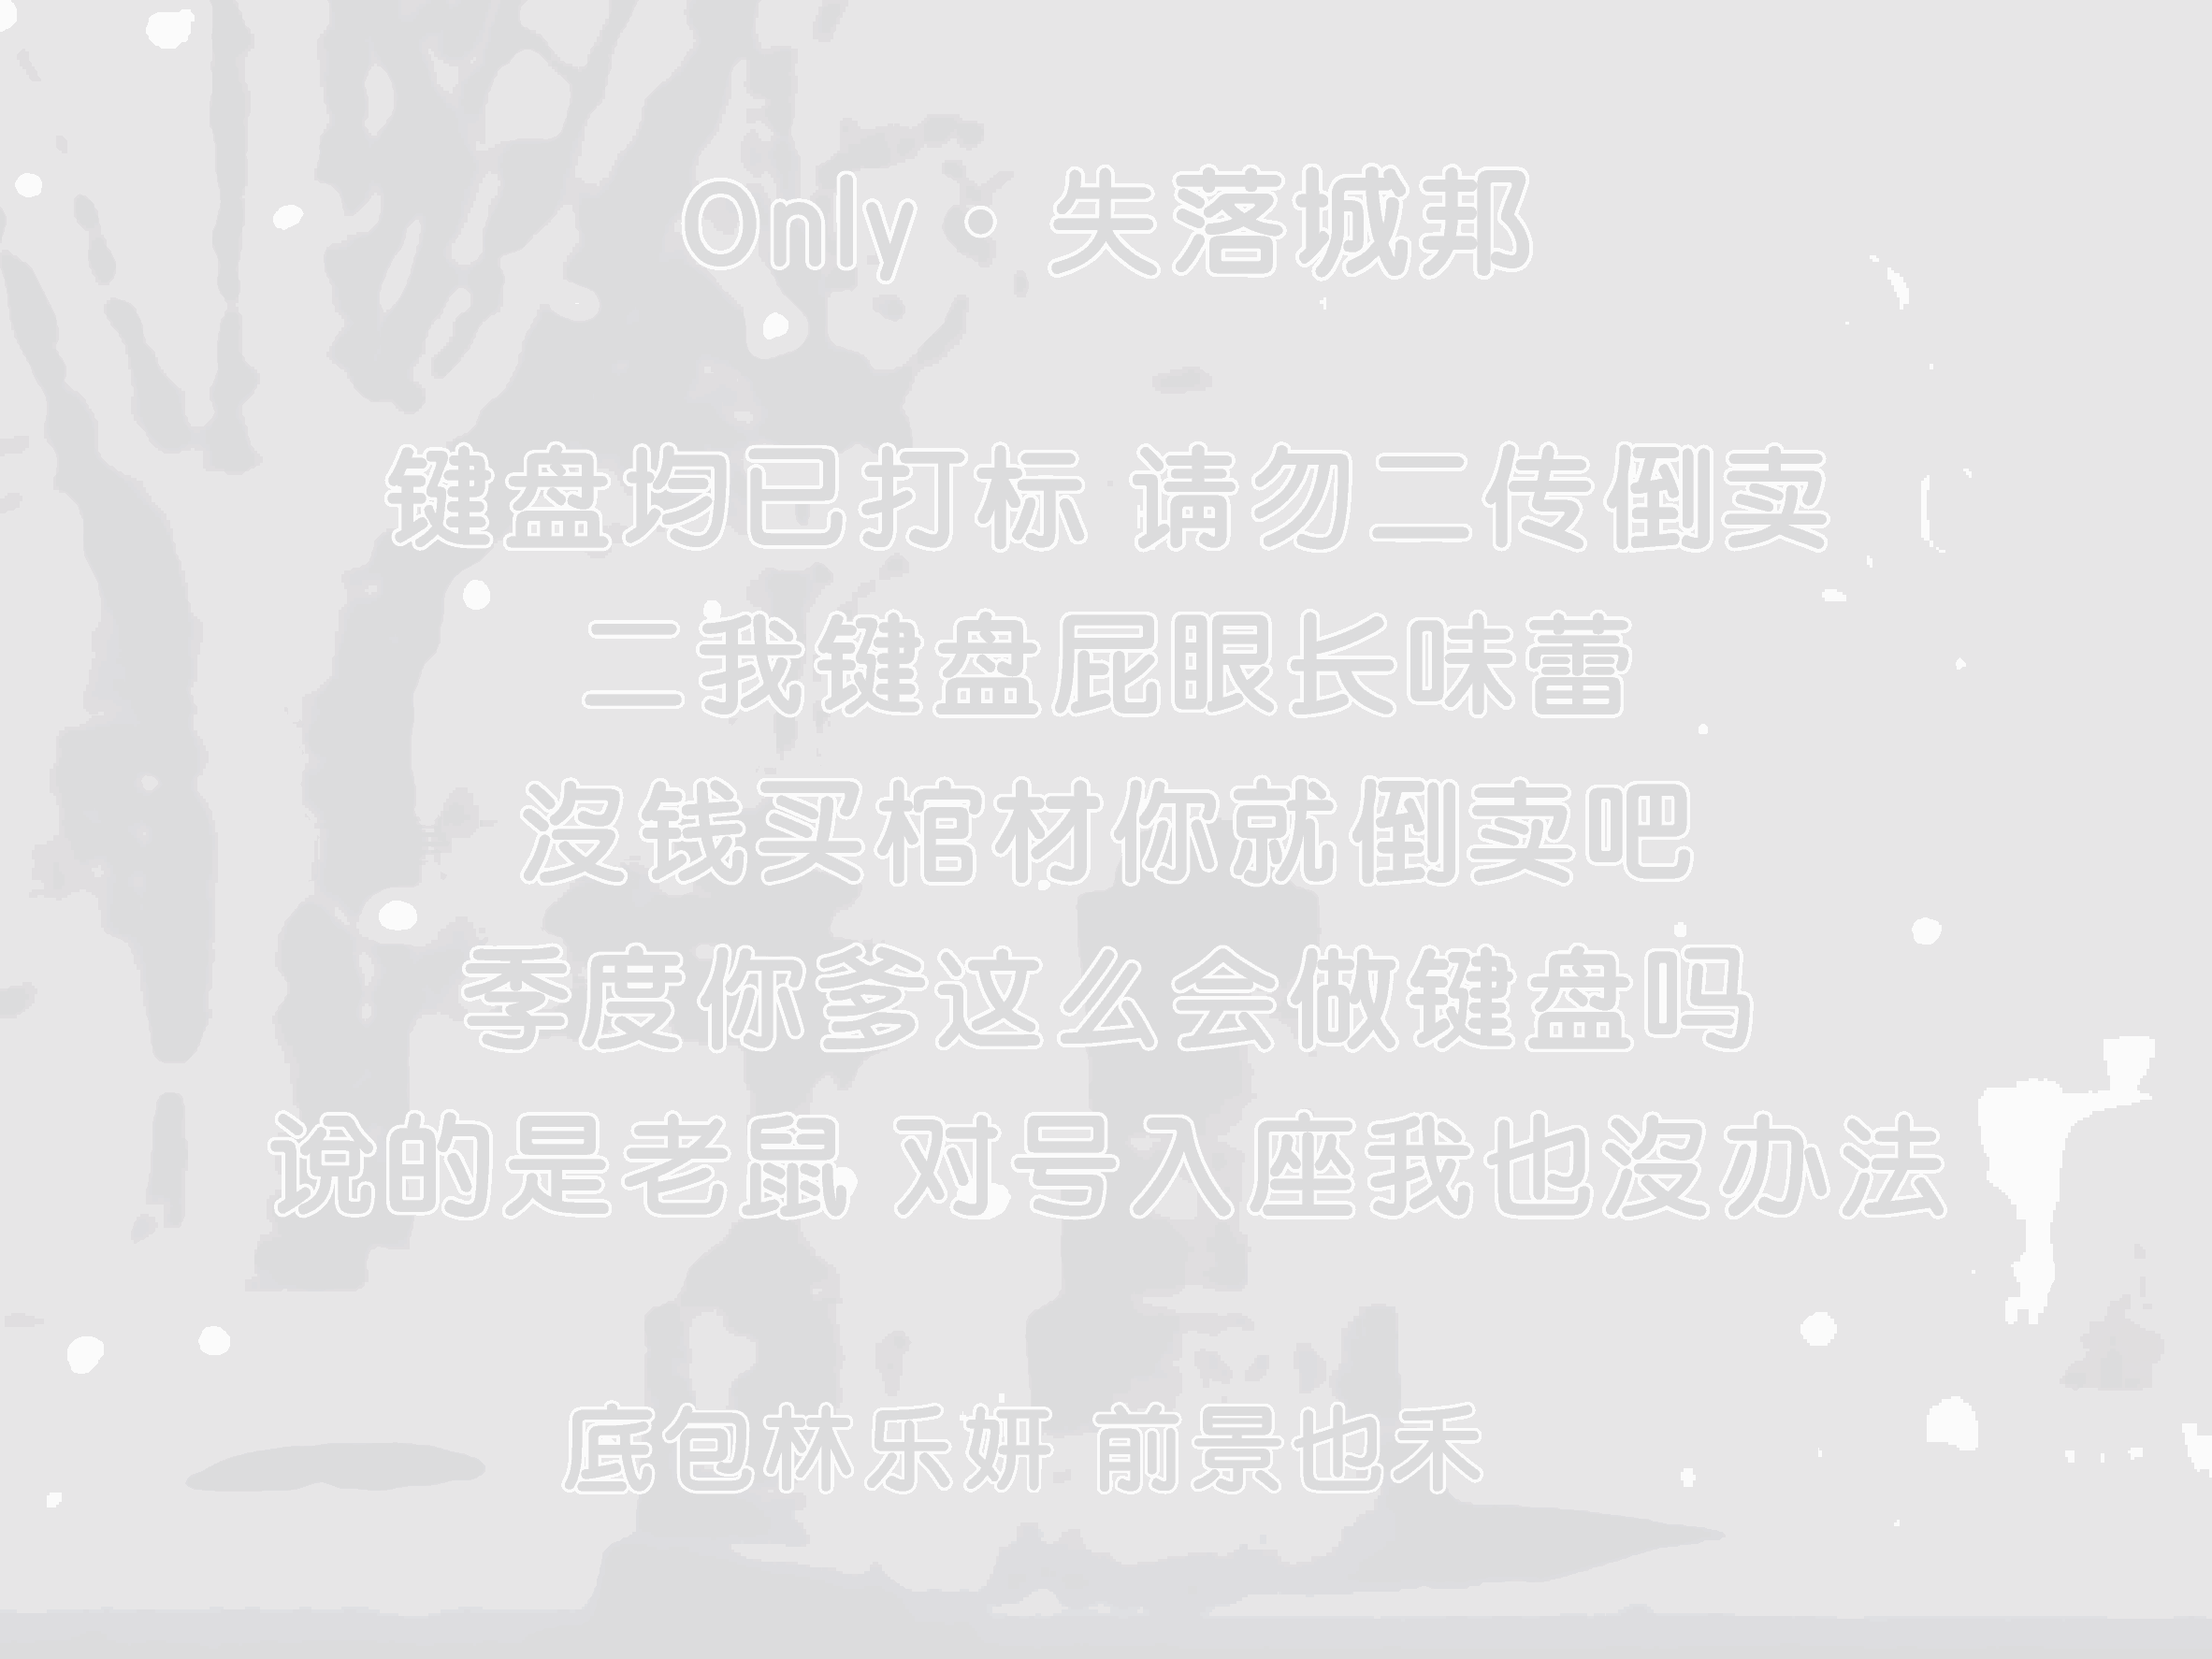 Only • 失落城邦
键盘均已打标 请勿二传倒卖
二我键盘屁眼长味蕾
没钱买棺材你就倒卖吧
季度你爹这么会做键盘吗
说的是老鼠 对号入座我也没办法
底包林乐妍 前景也禾